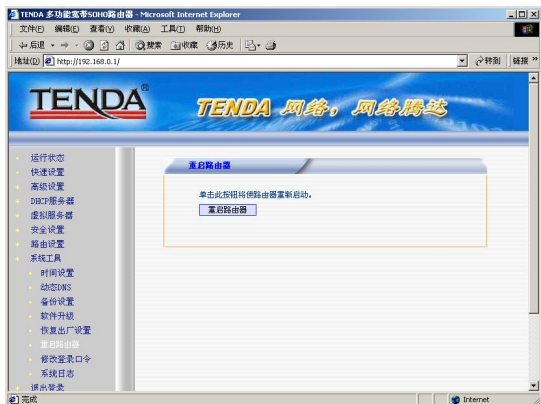 TENDA 多功能宽带SOHO路由器 - Microsoft Internet Explorer
文件(F) 编辑(E) 查看(V) 收藏(A) 工具(T) 帮助(H)
后退 搜索 收藏 历史
地址(D) http://192.168.0.1/ 转到 链接 »
TENDA®
TENDA 网络，网络腾达
运行状态
快速设置
高级设置
DHCP服务器
虚拟服务器
安全设置
路由设置
系统工具
时间设置
动态DNS
备份设置
软件升级
恢复出厂设置
重启路由器
修改登录口令
系统日志
退出登录
重启路由器
单击此按钮将使路由器重新启动。
重启路由器
完成 Internet